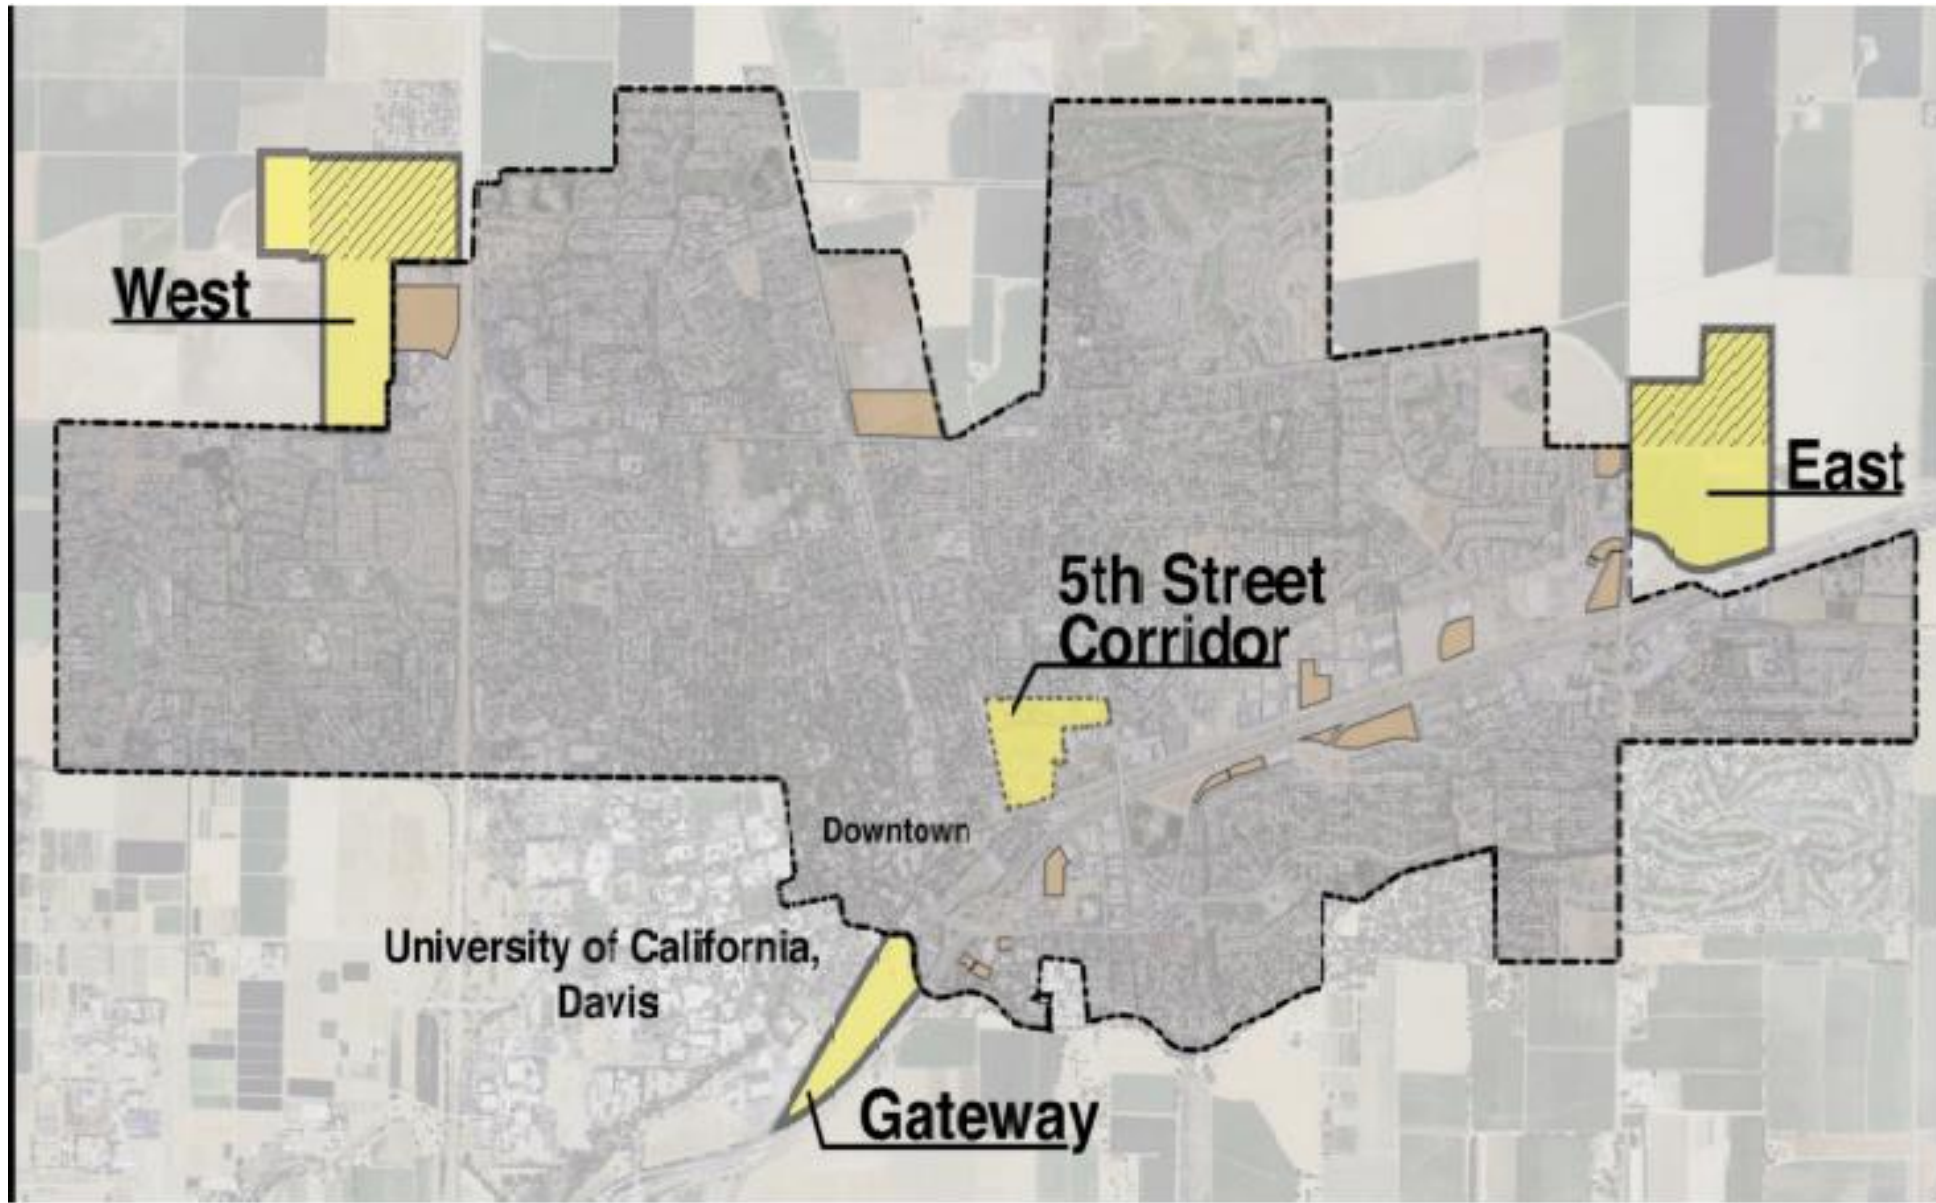 West
East
5th Street
Corridor
Downtown
University of California,
Davis
Gateway